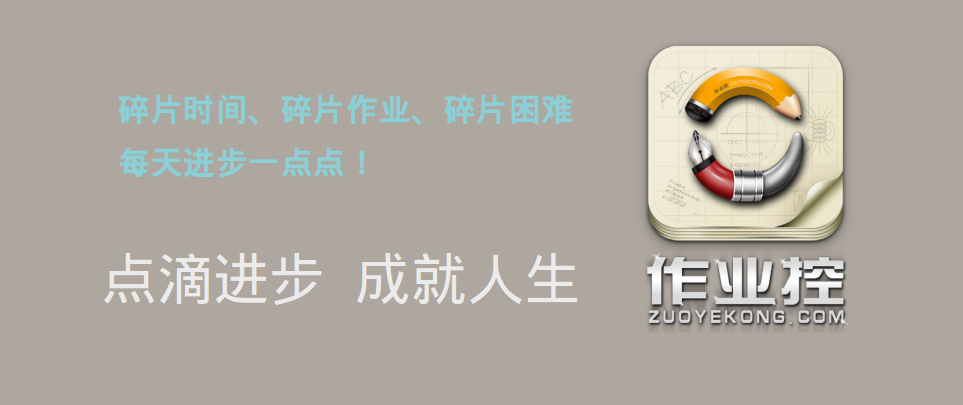 碎片时间、碎片作业、碎片困难
每天进步一点点！
点滴进步 成就人生
ABC
作业控
ZUOYEKONG.COM